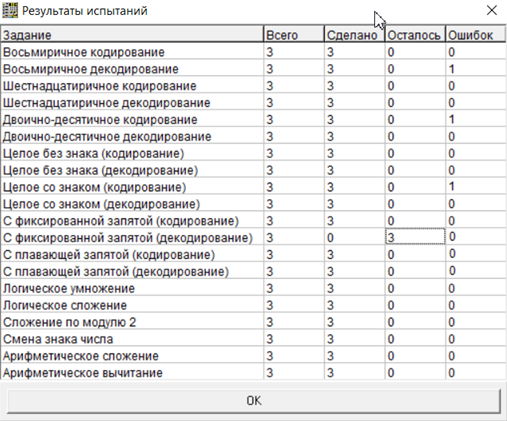 Результаты испытаний
Задание Всего Сделано Осталось Ошибок
Восьмиричное кодирование 3 3 0 0
Восьмиричное декодирование 3 3 0 1
Шестнадцатиричное кодирование 3 3 0 0
Шестнадцатиричное декодирование 3 3 0 0
Двоично-десятичное кодирование 3 3 0 1
Двоично-десятичное декодирование 3 3 0 0
Целое без знака (кодирование) 3 3 0 0
Целое без знака (декодирование) 3 3 0 0
Целое со знаком (кодирование) 3 3 0 1
Целое со знаком (декодирование) 3 3 0 0
С фиксированной запятой (кодирование) 3 3 0 0
С фиксированной запятой (декодирование) 3 0 3 0
С плавающей запятой (кодирование) 3 3 0 0
С плавающей запятой (декодирование) 3 3 0 0
Логическое умножение 3 3 0 0
Логическое сложение 3 3 0 0
Сложение по модулю 2 3 3 0 0
Смена знака числа 3 3 0 0
Арифметическое сложение 3 3 0 0
Арифметическое вычитание 3 3 0 0
OK